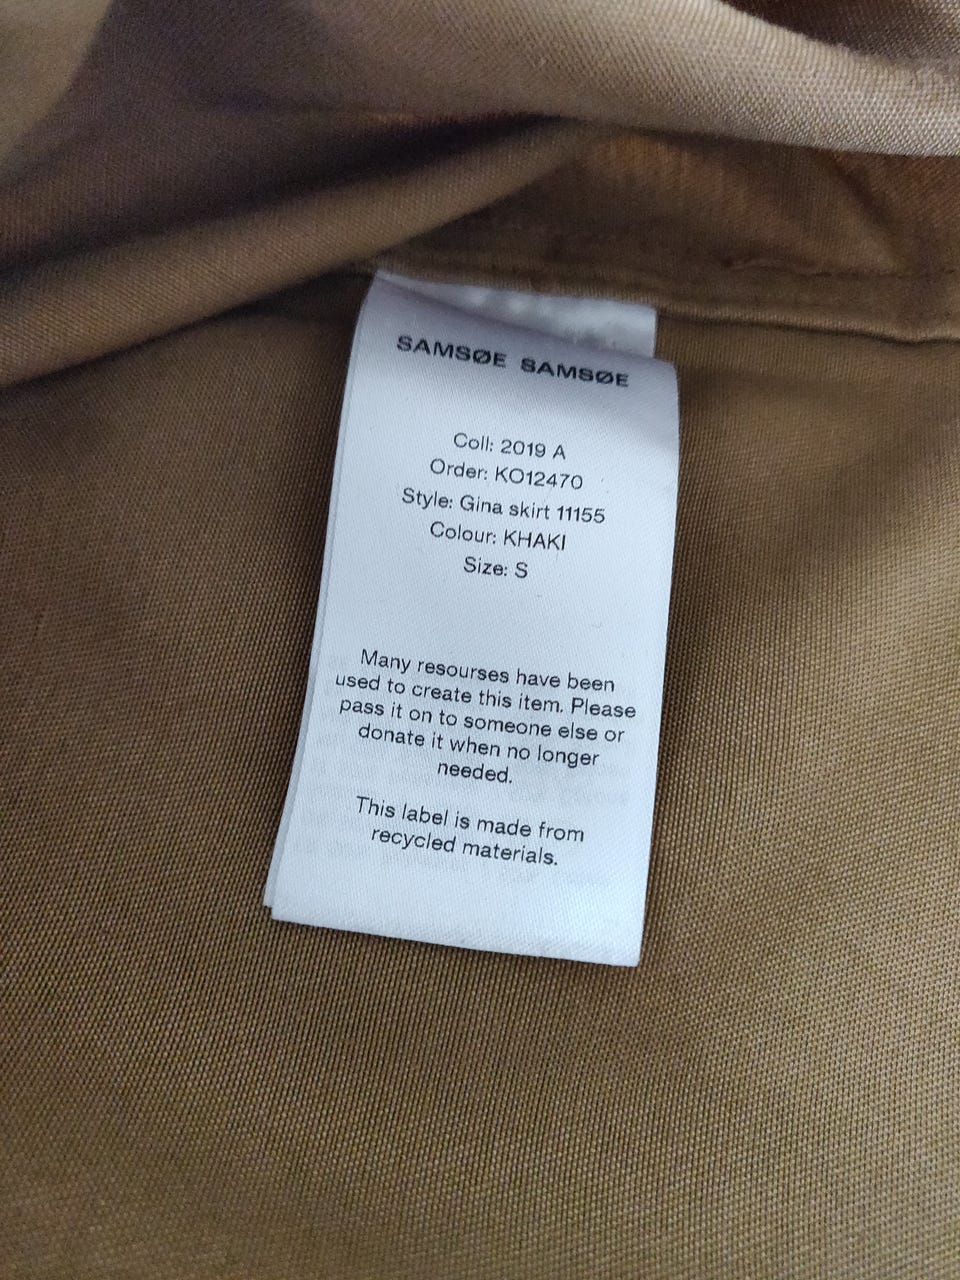 SAMSØE SAMSØE
Coll: 2019 A
Order: KO12470
Style: Gina skirt 11155
Colour: KHAKI
Size: S
Many resourses have been
used to create this item. Please
pass it on to someone else or
donate it when no longer
needed.
This label is made from
recycled materials.